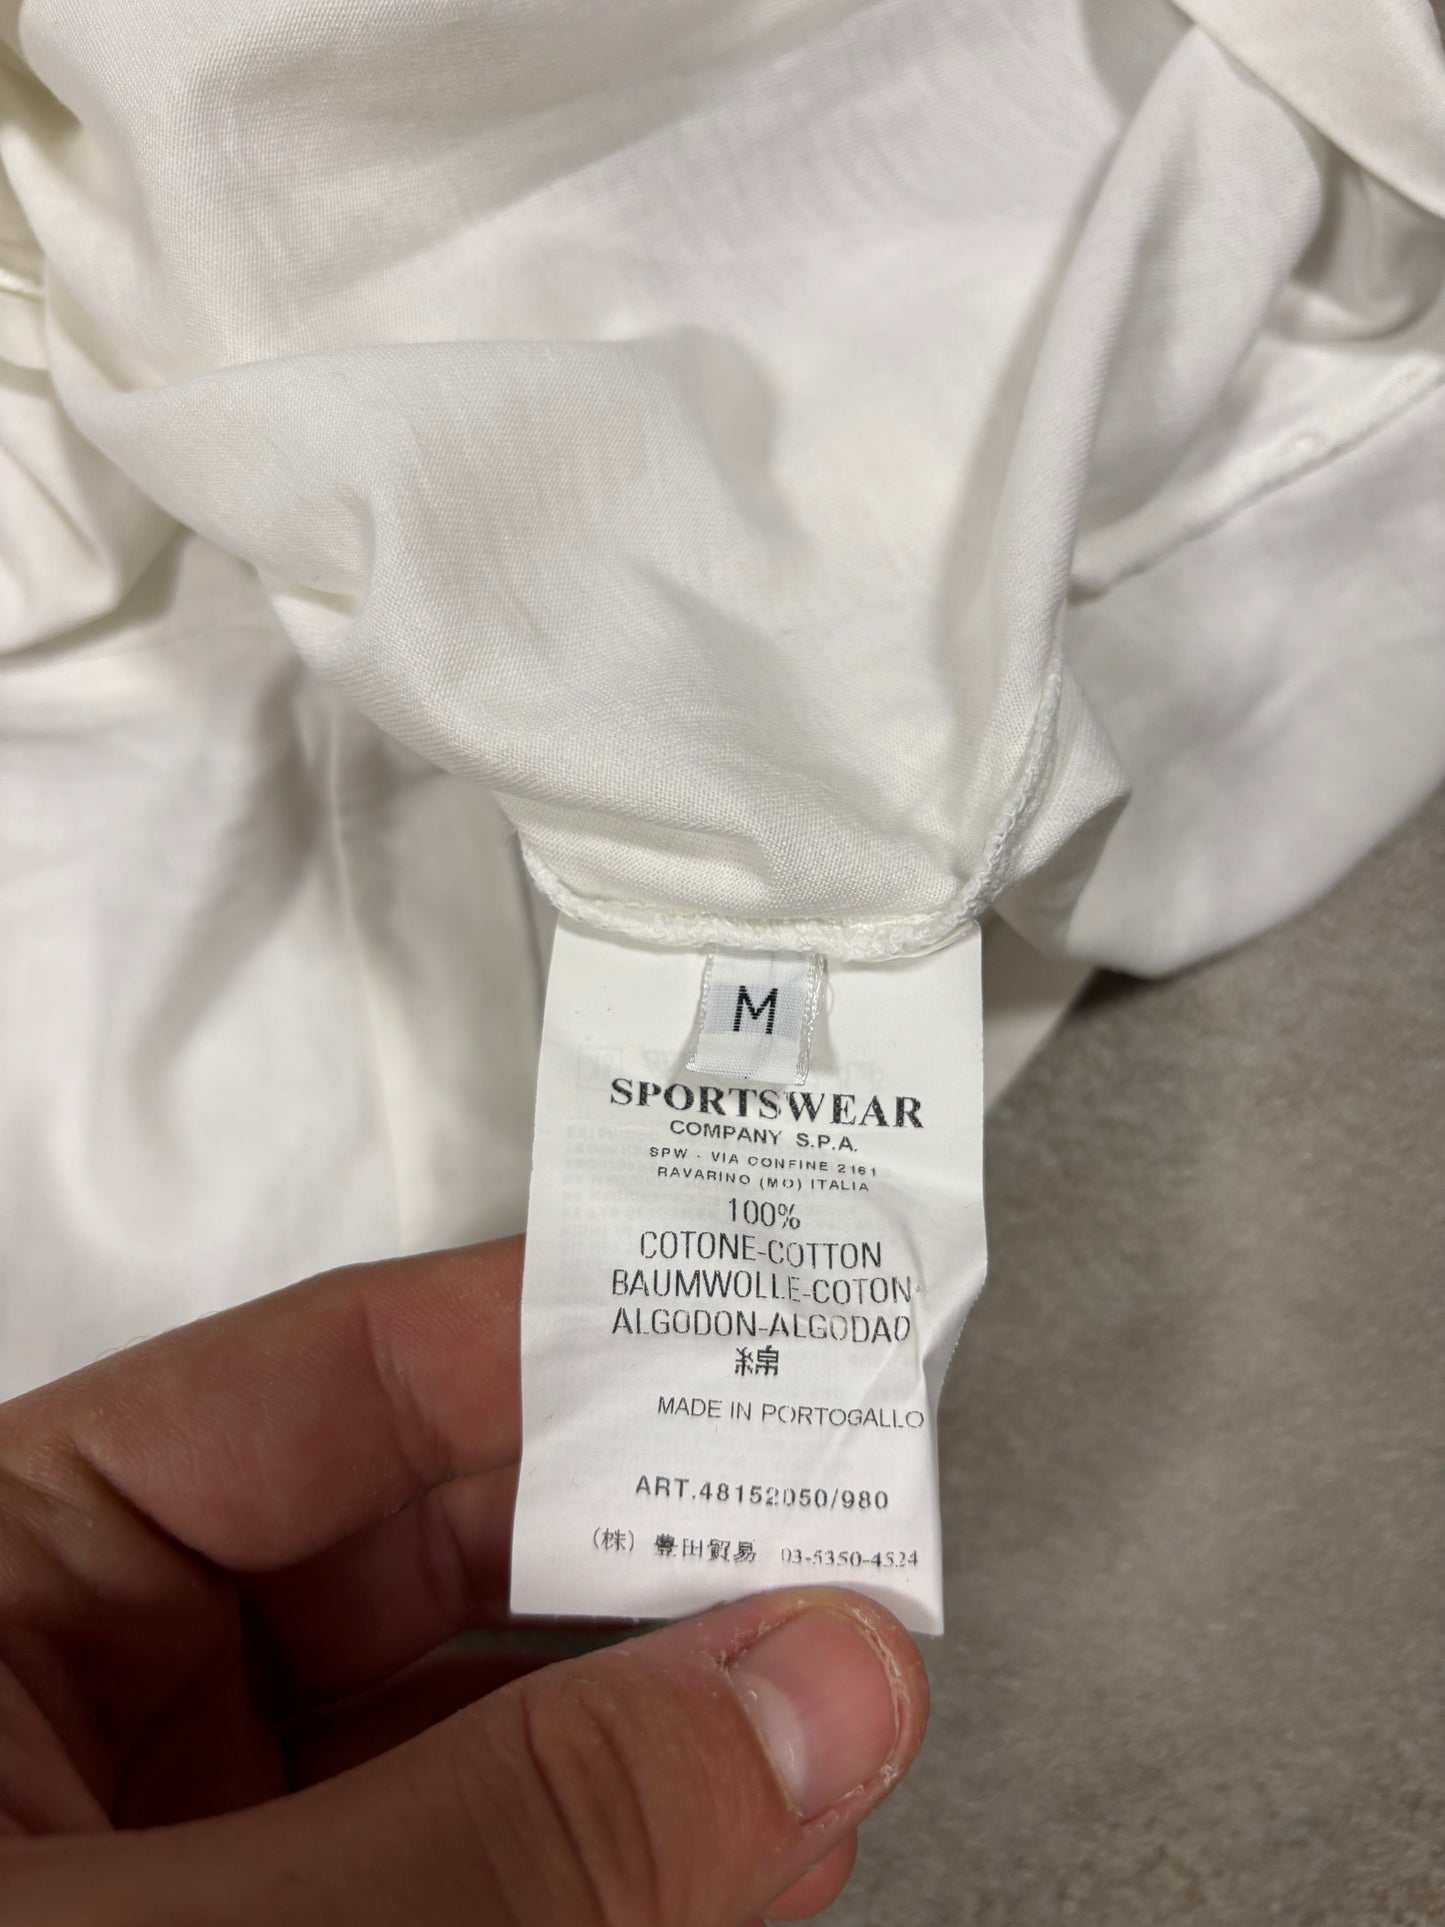 M
SPORTSWEAR
COMPANY S.P.A.
SPW - VIA CONFINE 2161
RAVARINO (MO) ITALIA
100%
COTONE-COTTON
BAUMWOLLE-COTON
ALGODON-ALGODAO
綿
MADE IN PORTOGALLO
ART.48152050/980
(株) 豊田貿易 03-5350-4524